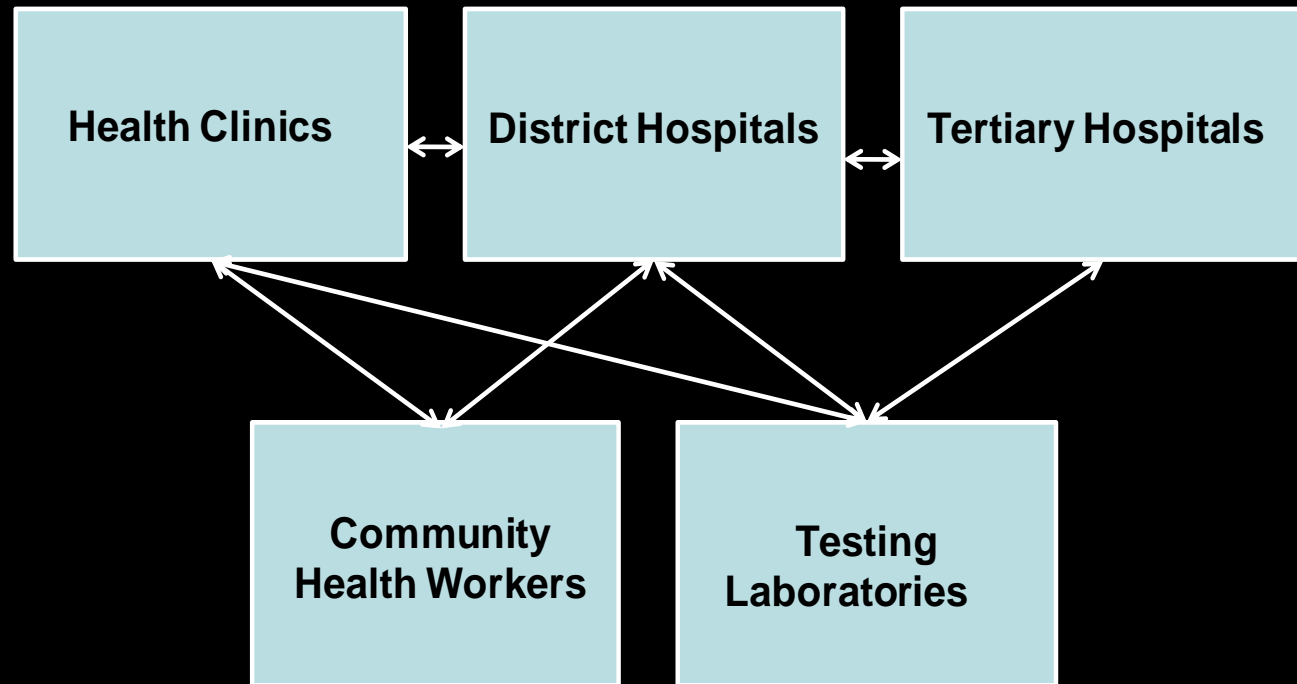 Health Clinics
District Hospitals
Tertiary Hospitals
Community
Health Workers
Testing
Laboratories